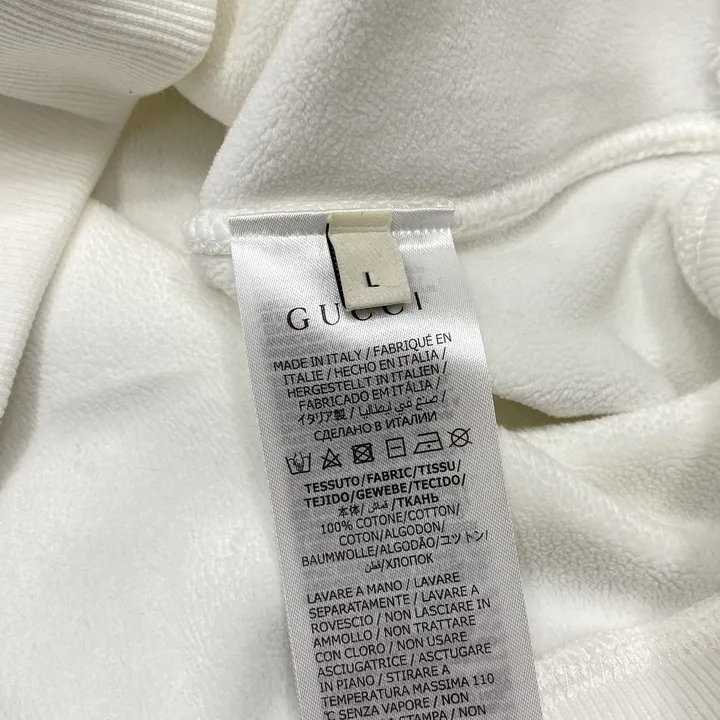 L
GUCCI
MADE IN ITALY / FABRIQUÉ EN
ITALIE / HECHO EN ITALIA /
HERGESTELLT IN ITALIEN /
FABRICADO EM ITÁLIA /
イタリア製 / صنع في إيطاليا /
СДЕЛАНО В ИТАЛИИ
TESSUTO/FABRIC/TISSU/
TEJIDO/GEWEBE/TECIDO/
本体/ قماش /ТКАНЬ
100% COTONE/COTTON/
COTON/ALGODON/
BAUMWOLLE/ALGODÃO/コットン/
قطن/ХЛОПОК
LAVARE A MANO / LAVARE
SEPARATAMENTE / LAVARE
ROVESCIO / NON LASCIARE IN
AMMOLLO / NON TRATTARE
CON CLORO / NON USARE
ASCIUGATRICE / ASCTUGARE
IN PIANO / STIRARE A
TEMPERATURA MASSIMA 110
℃ SENZA VAPORE / NON